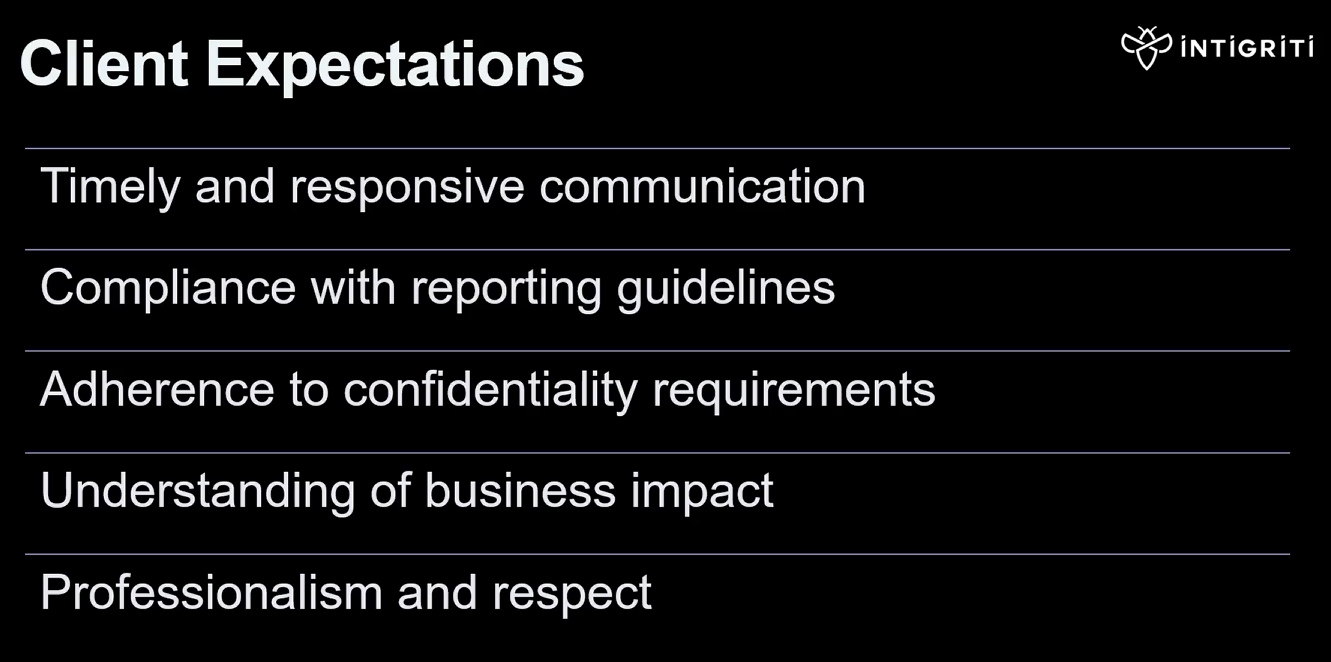 Client Expectations
INTIGRITI
Timely and responsive communication
Compliance with reporting guidelines
Adherence to confidentiality requirements
Understanding of business impact
Professionalism and respect